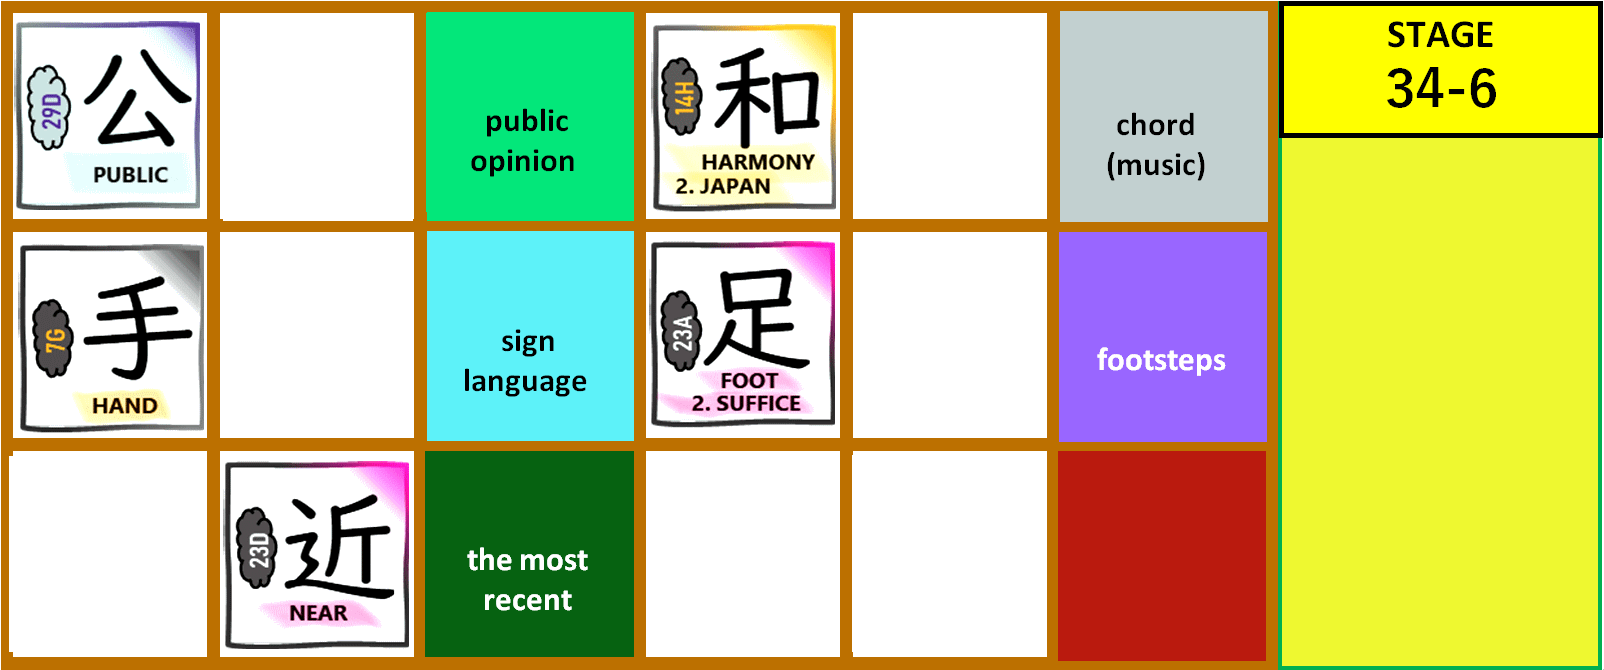 29D
公
PUBLIC
public
opinion
14H
和
HARMONY
2. JAPAN
chord
(music)
STAGE
34-6
7G
手
HAND
sign
language
23A
足
FOOT
2. SUFFICE
footsteps
23D
近
NEAR
the most
recent